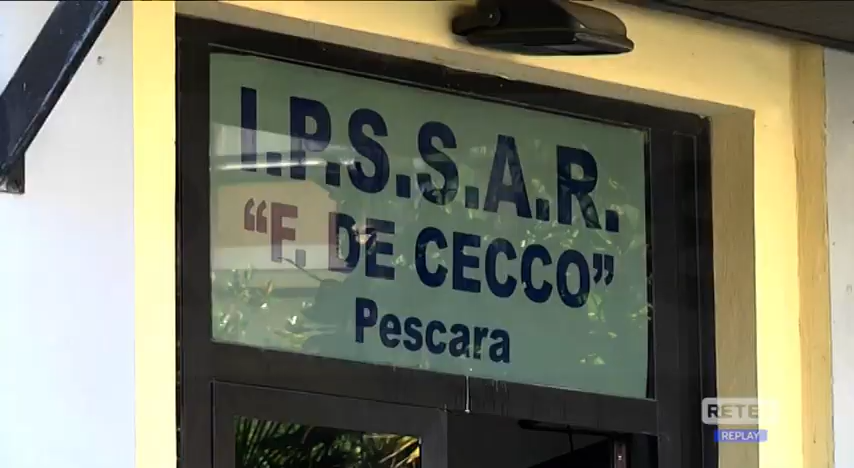 I.P.S.S.A.R.
“F. DE CECCO”
Pescara
RETE
REPLAY